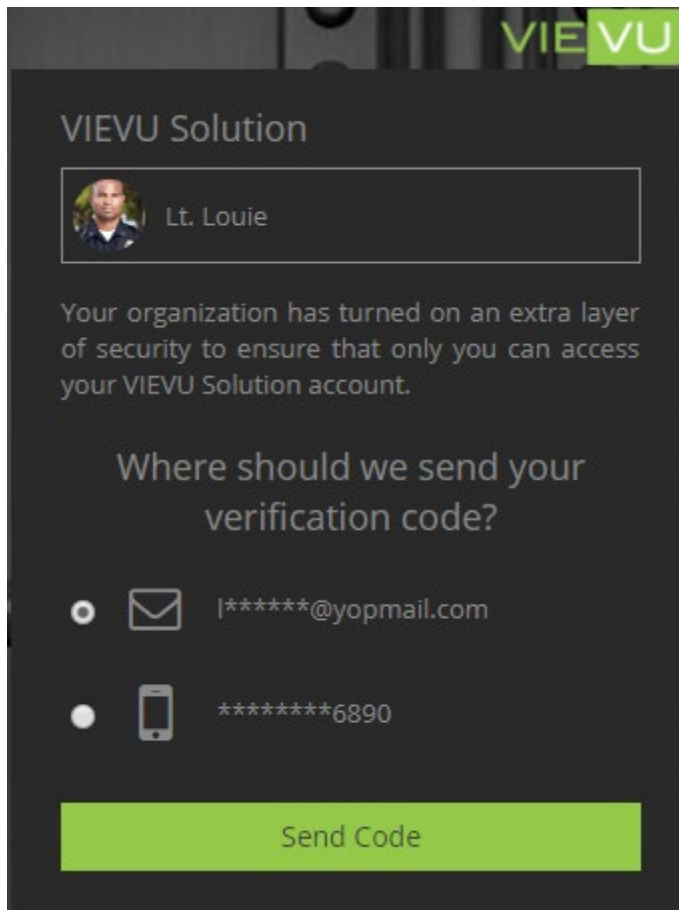 VIEVU
VIEVU Solution
Lt. Louie
Your organization has turned on an extra layer
of security to ensure that only you can access
your VIEVU Solution account.
Where should we send your
verification code?
l******@yopmail.com
********6890
Send Code